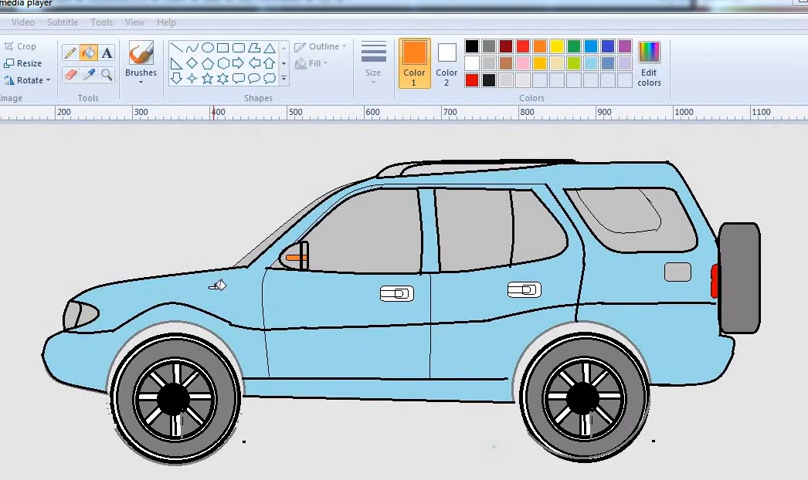 media player
Video Subtitle Tools View Help
Crop
Resize
Rotate
Brushes
Outline
Fill
Size
Color 1
Color 2
Edit colors
Tools
Shapes
Colors
200 300 400 500 600 700 800 900 1000 1100